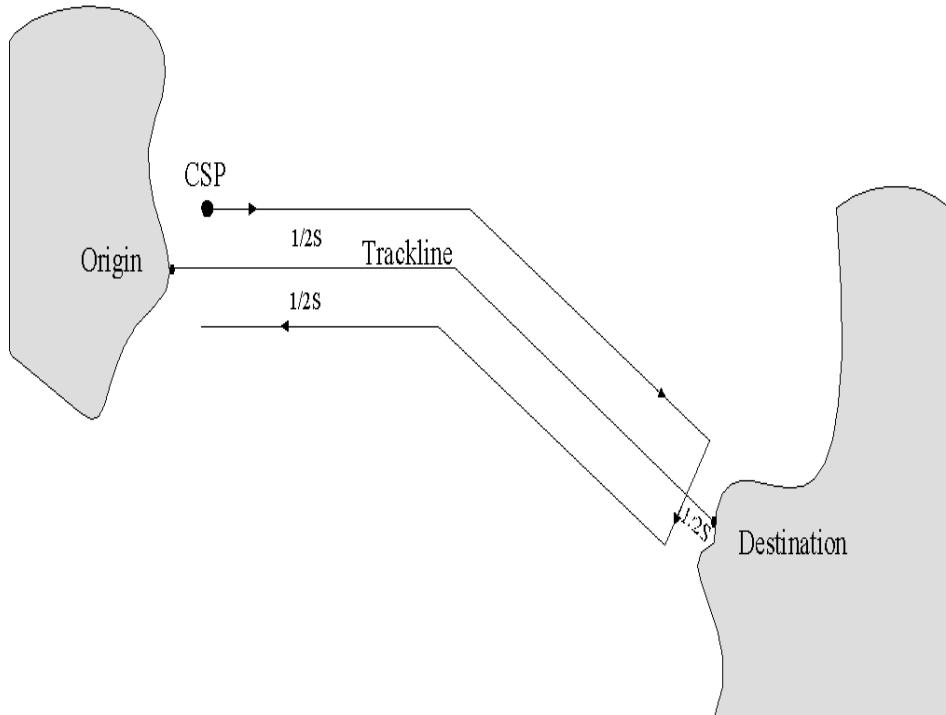 CSP
1/2S
Trackline
Origin
1/2S
1/2S
Destination